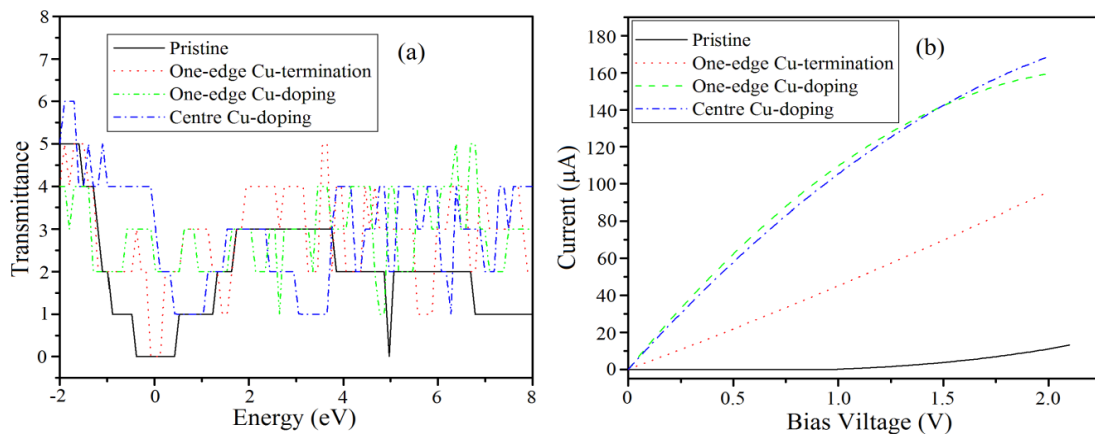 8
7
6
5
4
3
2
1
0
Transmittance
Pristine
One-edge Cu-termination
One-edge Cu-doping
Centre Cu-doping
(a)
-2 0 2 4 6 8
Energy (eV)
180
160
140
120
100
80
60
40
20
0
Current (μA)
Pristine
One-edge Cu-termination
One-edge Cu-doping
Centre Cu-doping
(b)
0 0.5 1.0 1.5 2.0
Bias Viltage (V)